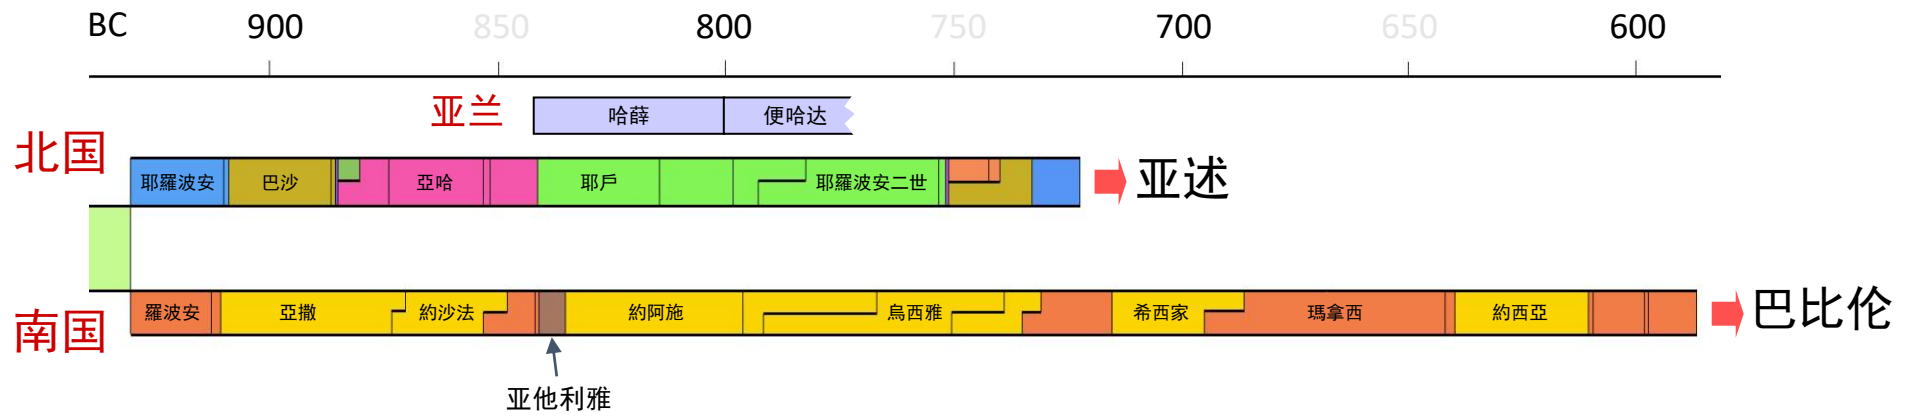 BC 900 850 800 750 700 650 600
亚兰 哈薛 便哈达
北国 耶羅波安 巴沙 亞哈 耶戶 耶羅波安二世 亚述
南国 羅波安 亞撒 約沙法 約阿施 烏西雅 希西家 瑪拿西 約西亞 巴比伦
亚他利雅